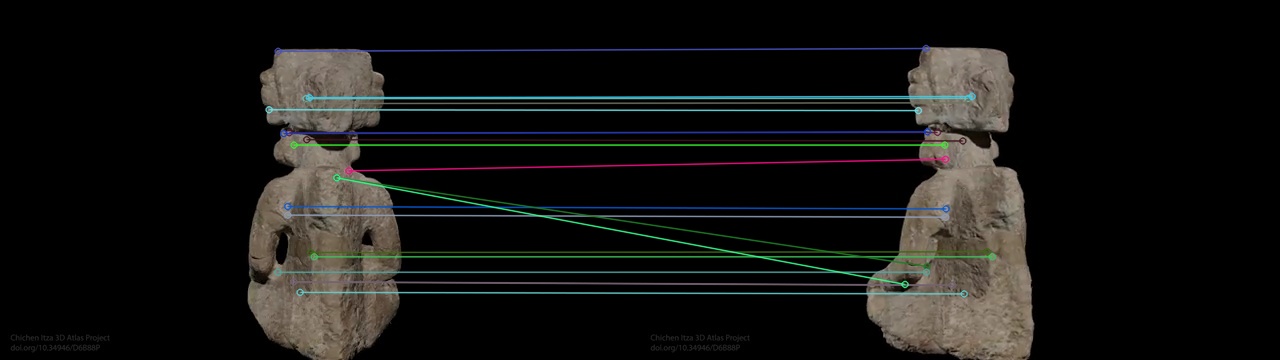 Chichen Itza 3D Atlas Project
doi.org/10.34946/D6B88P
Chichen Itza 3D Atlas Project
doi.org/10.34946/D6B88P